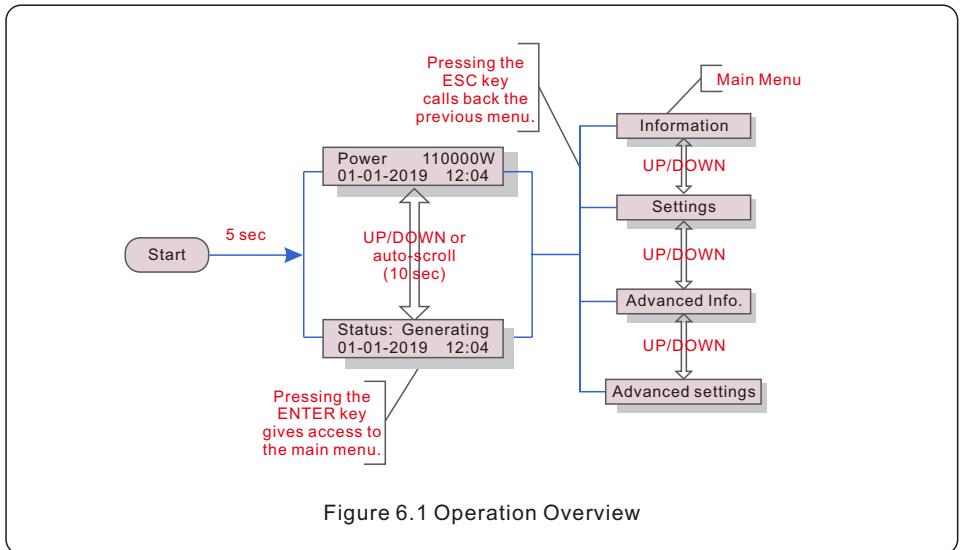 Pressing the
ESC key
calls back the
previous menu.
Main Menu
Information
UP/DOWN
Settings
UP/DOWN
Advanced Info.
UP/DOWN
Advanced settings
Power 110000W
01-01-2019 12:04
5 sec
Start
UP/DOWN or
auto-scroll
(10 sec)
Status: Generating
01-01-2019 12:04
Pressing the
ENTER key
gives access to
the main menu.
Figure 6.1 Operation Overview